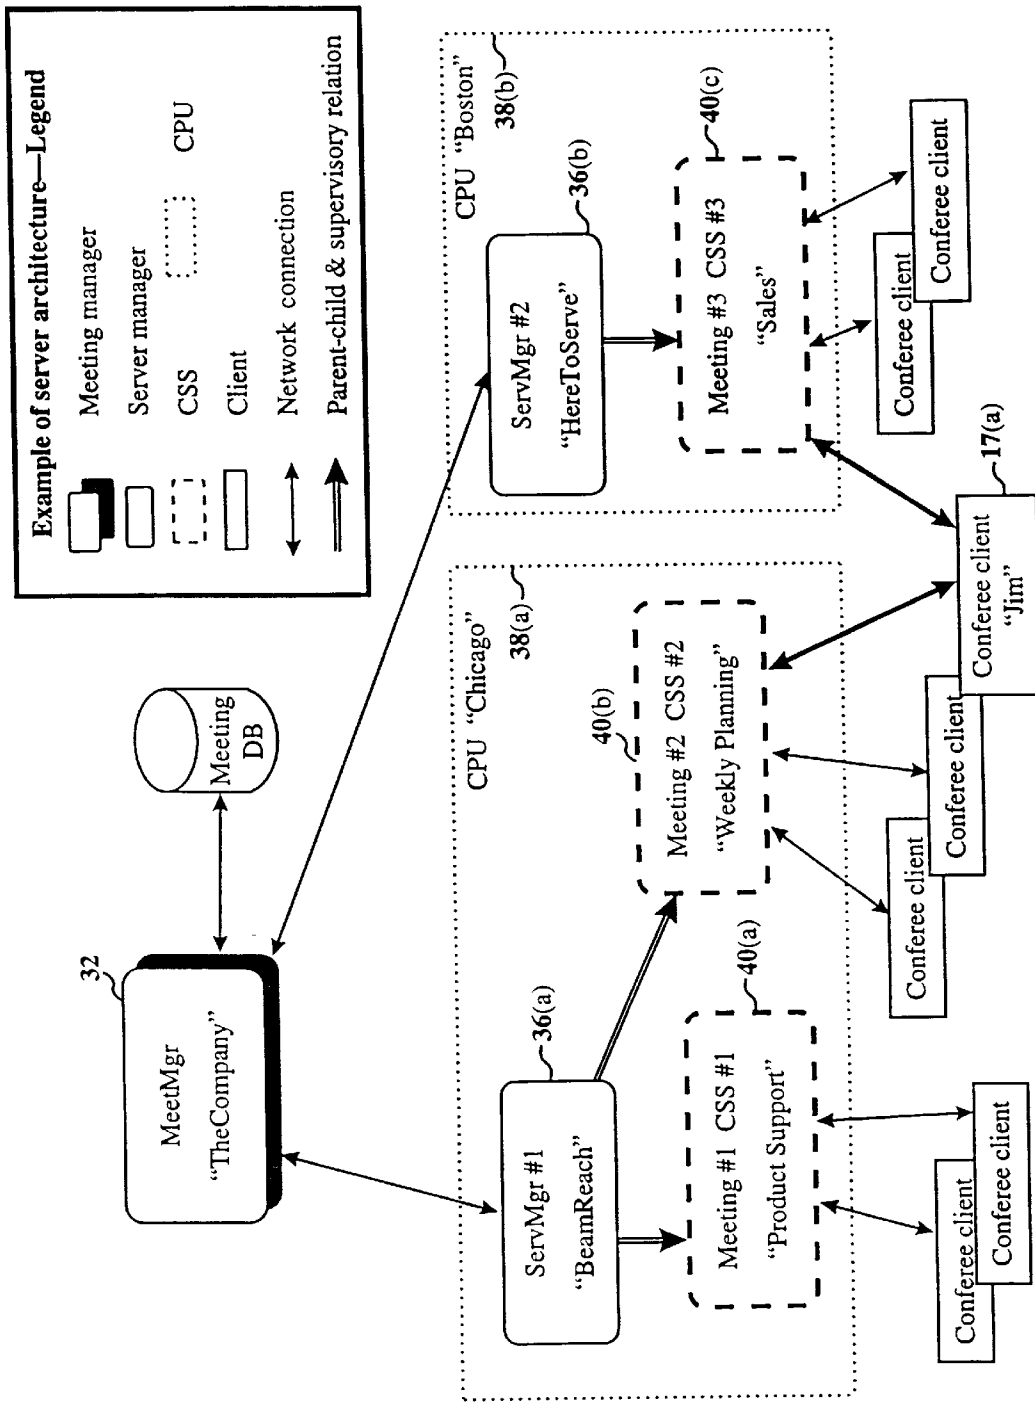 Example of server architecture—Legend
Meeting manager
Server manager
CSS
CPU
Client
Network connection
Parent-child & supervisory relation
32
MeetMgr
“TheCompany”
Meeting
DB
CPU “Chicago”
38(a)
ServMgr #1
“BeamReach”
36(a)
Meeting #1 CSS #1
“Product Support”
40(a)
40(b)
Meeting #2 CSS #2
“Weekly Planning”
CPU “Boston”
38(b)
ServMgr #2
“HereToServe”
36(b)
Meeting #3 CSS #3
“Sales”
40(c)
Conferee client
Conferee client
Conferee client
Conferee client
Conferee client
“Jim”
17(a)
Conferee client
Conferee client